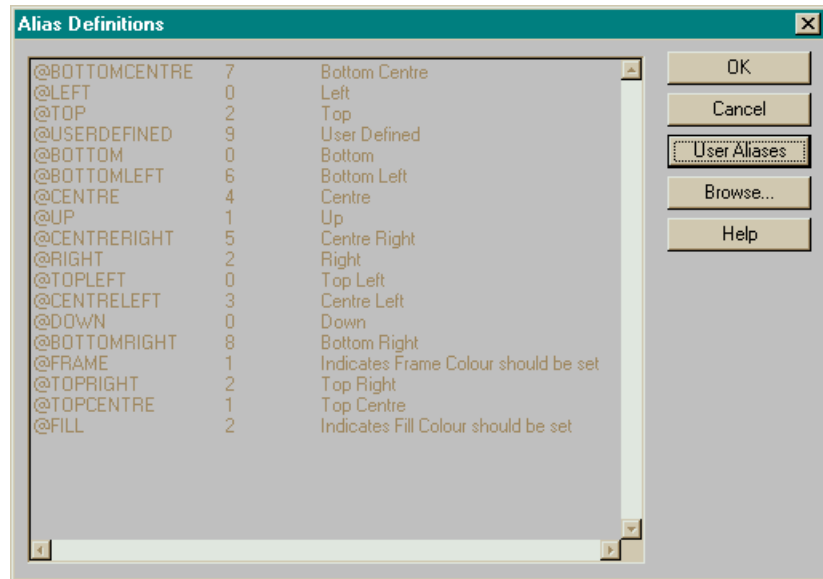 Alias Definitions
@BOTTOMCENTRE 7 Bottom Centre
@LEFT 0 Left
@TOP 2 Top
@USERDEFINED 9 User Defined
@BOTTOM 0 Bottom
@BOTTOMLEFT 6 Bottom Left
@CENTRE 4 Centre
@UP 1 Up
@CENTRERIGHT 5 Centre Right
@RIGHT 2 Right
@TOPLEFT 0 Top Left
@CENTRELEFT 3 Centre Left
@DOWN 0 Down
@BOTTOMRIGHT 8 Bottom Right
@FRAME 1 Indicates Frame Colour should be set
@TOPRIGHT 2 Top Right
@TOPCENTRE 1 Top Centre
@FILL 2 Indicates Fill Colour should be set
OK
Cancel
User Aliases
Browse...
Help